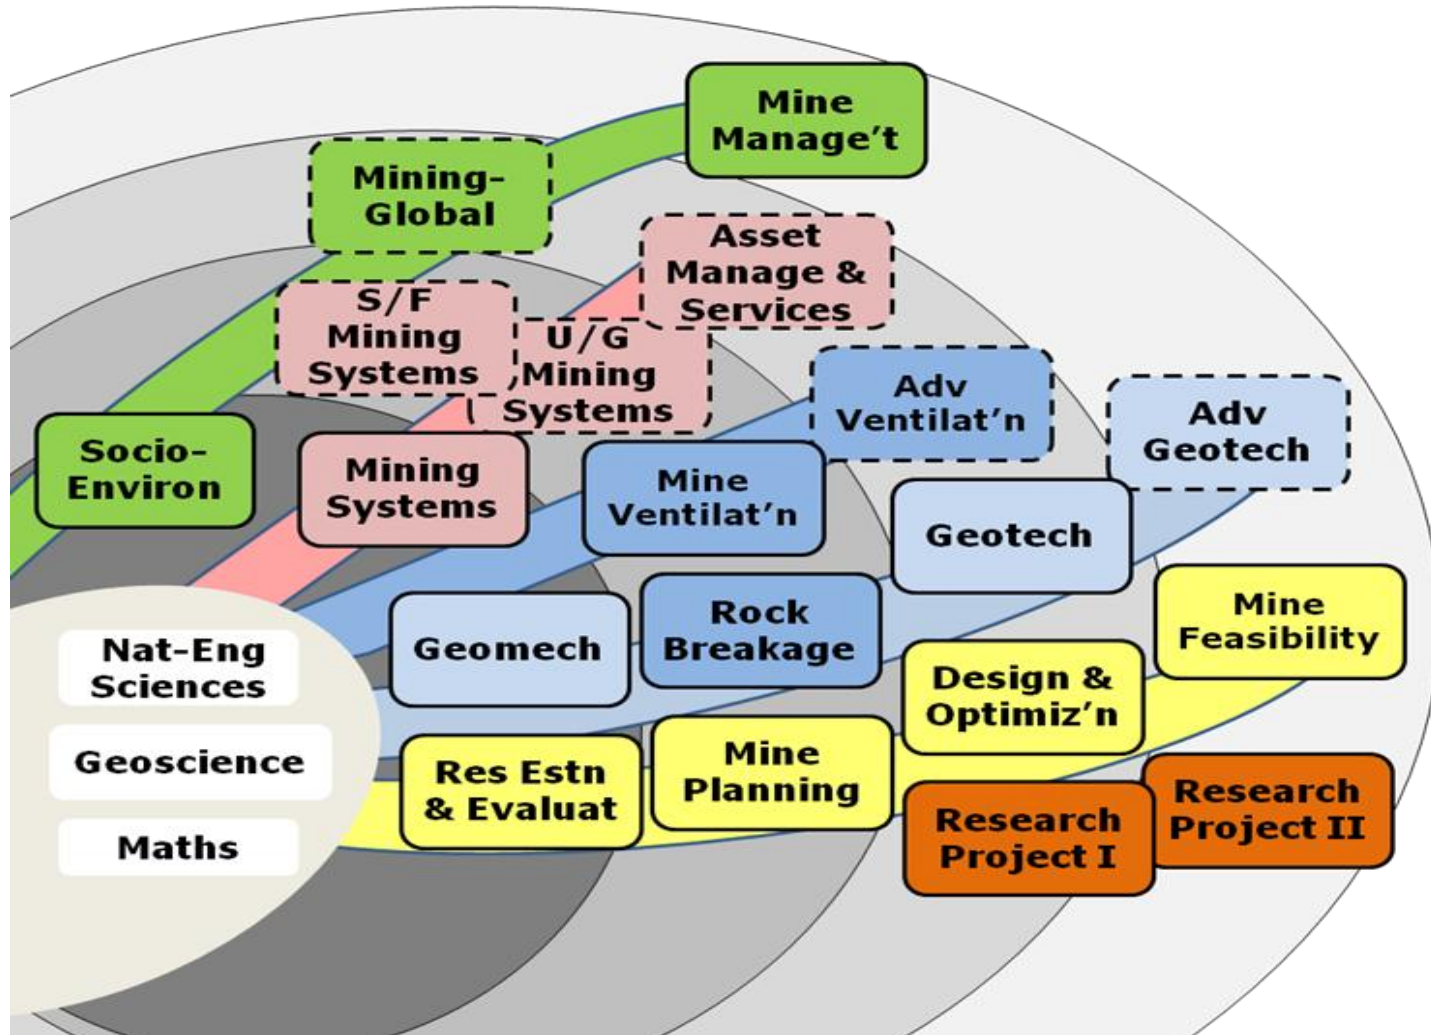 Mine
Manage’t
Mining-
Global
Asset
Manage &
Services
S/F
Mining
Systems
U/G
Mining
Systems
Adv
Ventilat’n
Adv
Geotech
Socio-
Environ
Mining
Systems
Mine
Ventilat’n
Geotech
Mine
Feasibility
Geomech
Rock
Breakage
Design &
Optimiz’n
Nat-Eng
Sciences
Geoscience
Maths
Res Estn
& Evaluat
Mine
Planning
Research
Project I
Research
Project II